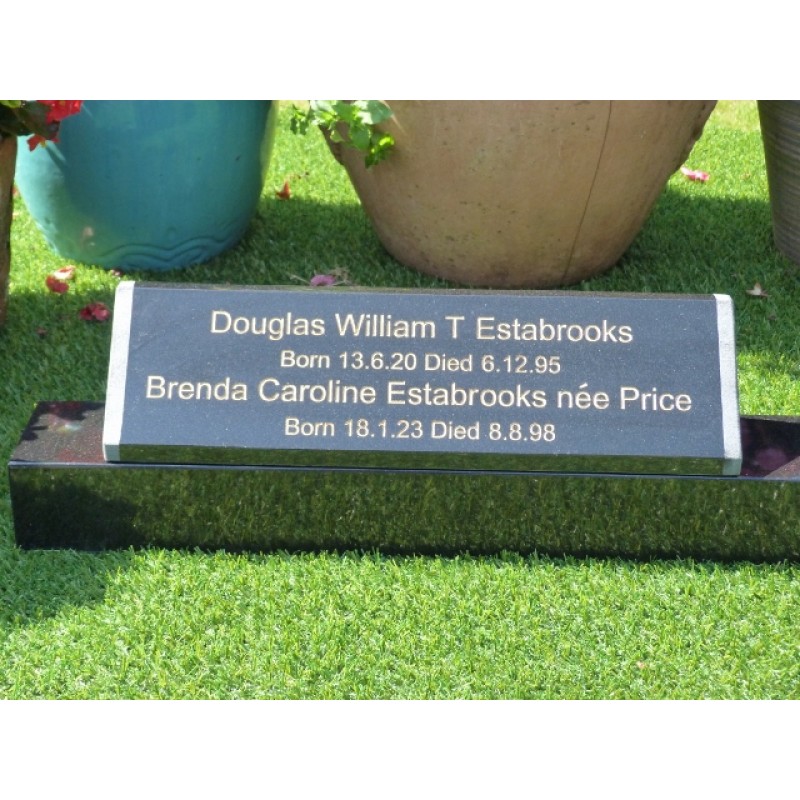 Douglas William T Estabrooks
Born 13.6.20 Died 6.12.95
Brenda Caroline Estabrooks née Price
Born 18.1.23 Died 8.8.98